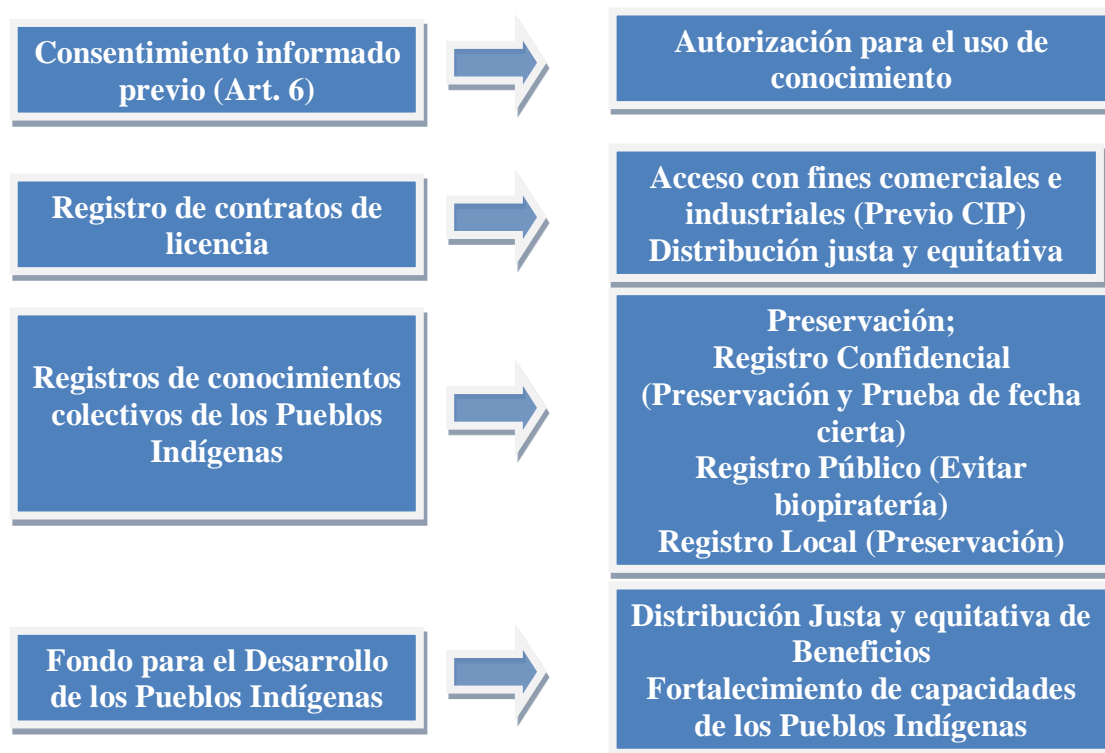 Consentimiento informado
previo (Art. 6)
Autorización para el uso de
conocimiento
Registro de contratos de
licencia
Acceso con fines comerciales e
industriales (Previo CIP)
Distribución justa y equitativa
Registros de conocimientos
colectivos de los Pueblos
Indígenas
Preservación;
Registro Confidencial
(Preservación y Prueba de fecha
cierta)
Registro Público (Evitar
biopiratería)
Registro Local (Preservación)
Fondo para el Desarrollo
de los Pueblos Indígenas
Distribución Justa y equitativa de
Beneficios
Fortalecimiento de capacidades
de los Pueblos Indígenas